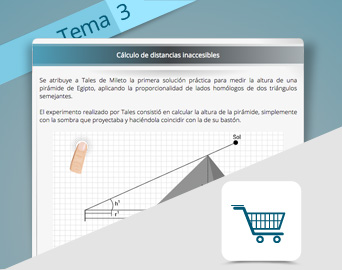 Tema 3
Cálculo de distancias inaccesibles
Se atribuye a Tales de Mileto la primera solución práctica para medir la altura de una
pirámide de Egipto, aplicando la proporcionalidad de lados homólogos de dos triángulos
semejantes.
El experimento realizado por Tales consistió en calcular la altura de la pirámide, simplemente
con la sombra que proyectaba y haciéndola coincidir con la de su bastón.
Sol